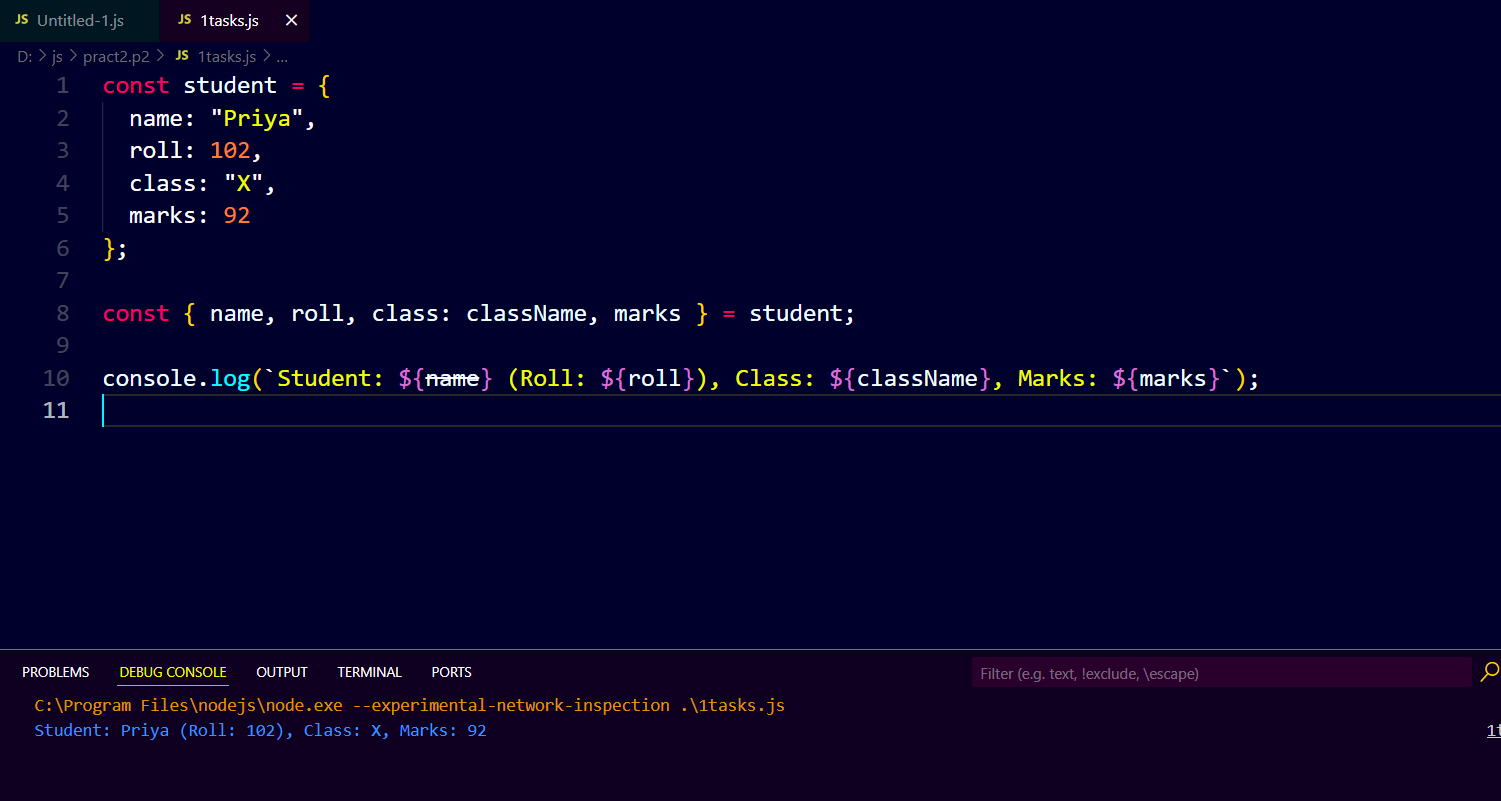 JS Untitled-1.js JS 1tasks.js ×
D: > js > pract2.p2 > JS 1tasks.js > ...
1 const student = {
2   name: "Priya",
3   roll: 102,
4   class: "X",
5   marks: 92
6 };
7
8 const { name, roll, class: className, marks } = student;
9
10 console.log(`Student: ${name} (Roll: ${roll}), Class: ${className}, Marks: ${marks}`);
11
PROBLEMS DEBUG CONSOLE OUTPUT TERMINAL PORTS Filter (e.g. text, !exclude, \escape)
C:\Program Files\nodejs\node.exe --experimental-network-inspection .\1tasks.js
Student: Priya (Roll: 102), Class: X, Marks: 92